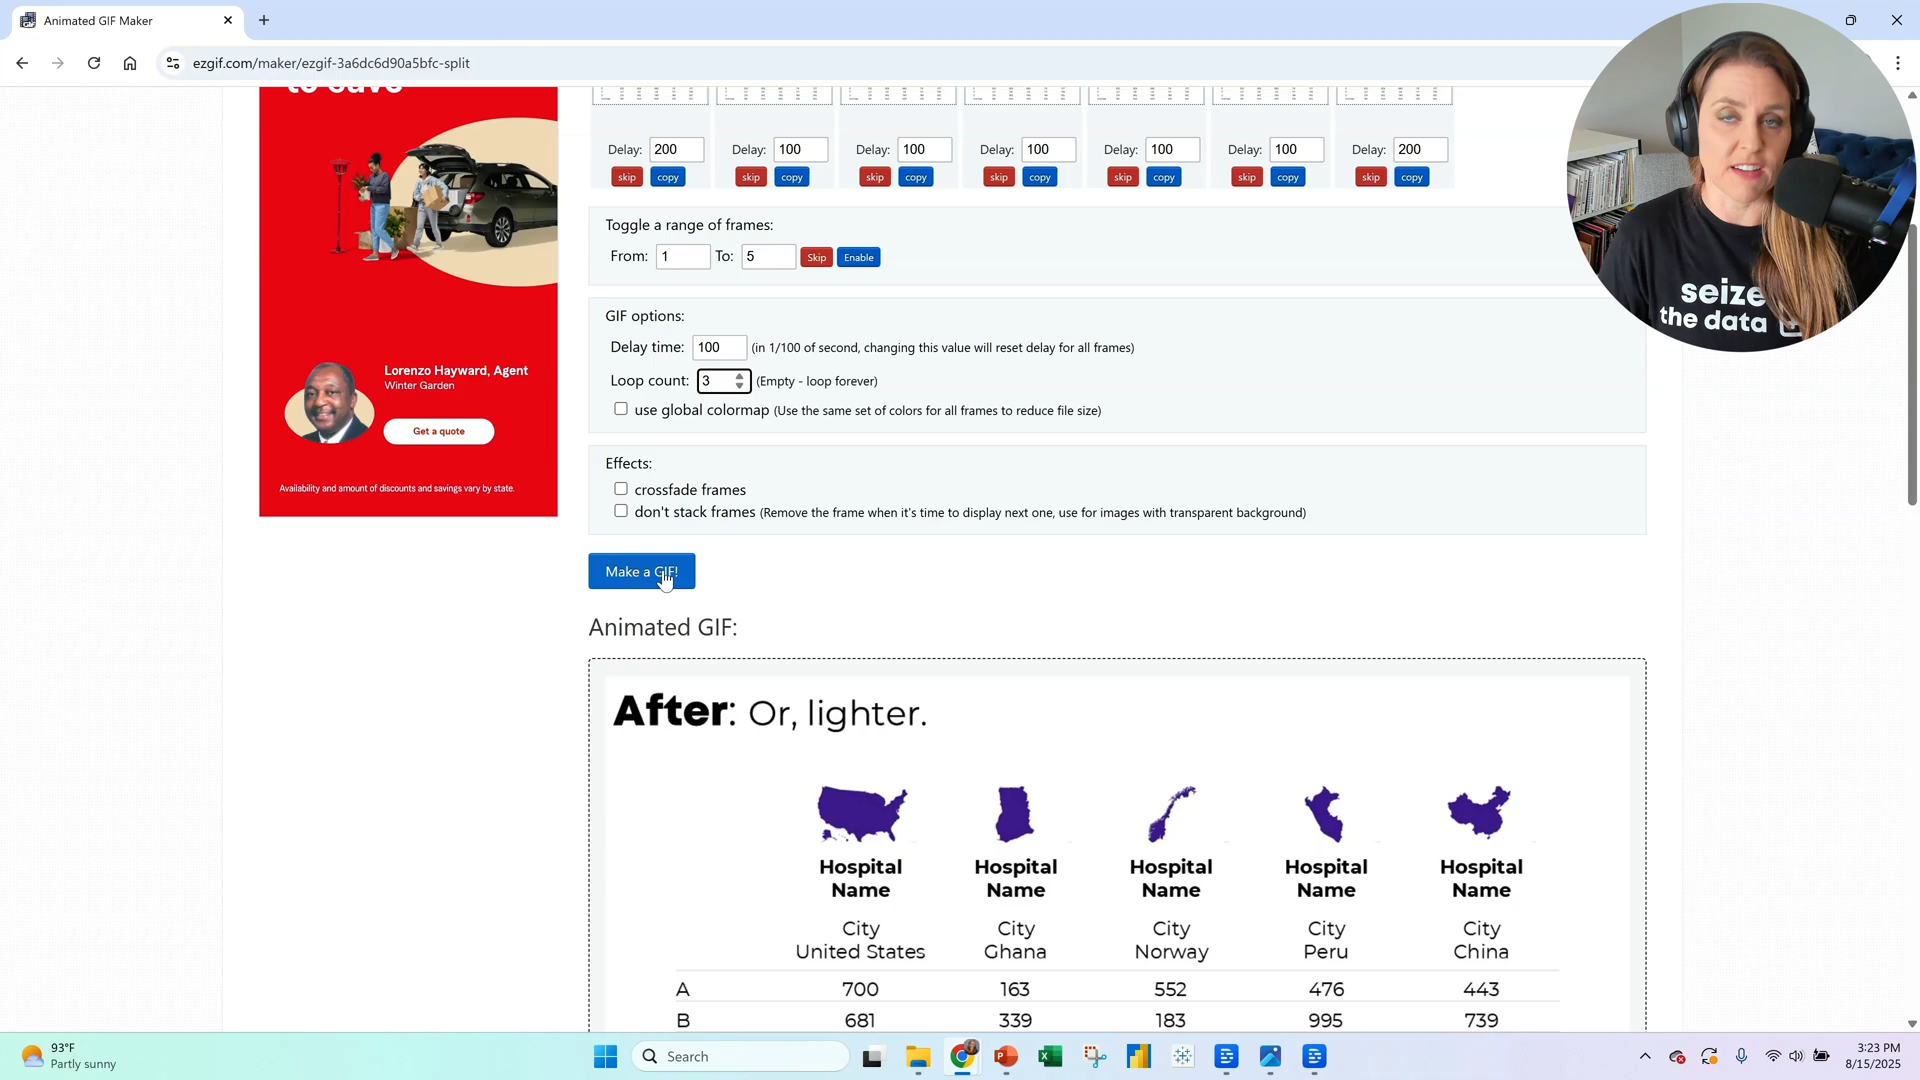 Animated GIF Maker
ezgif.com/maker/ezgif-3a6dc6d90a5bfc-split
to save
Delay: 200 Delay: 100 Delay: 100 Delay: 100 Delay: 100 Delay: 100 Delay: 200
skip copy skip copy skip copy skip copy skip copy skip copy skip copy
Toggle a range of frames:
From: 1 To: 5 Skip Enable
GIF options:
Delay time: 100 (in 1/100 of second, changing this value will reset delay for all frames)
Loop count: 3 (Empty - loop forever)
use global colormap (Use the same set of colors for all frames to reduce file size)
Effects:
crossfade frames
don't stack frames (Remove the frame when it's time to display next one, use for images with transparent background)
Make a GIF!
Lorenzo Hayward, Agent
Winter Garden
Get a quote
Availability and amount of discounts and savings vary by state.
seize
the data
Animated GIF:
After: Or, lighter.
Hospital Hospital Hospital Hospital Hospital
Name Name Name Name Name
City City City City City
United States Ghana Norway Peru China
A 700 163 552 476 443
B 681 339 183 995 739
93°F
Partly sunny
Search
3:23 PM
8/15/2025